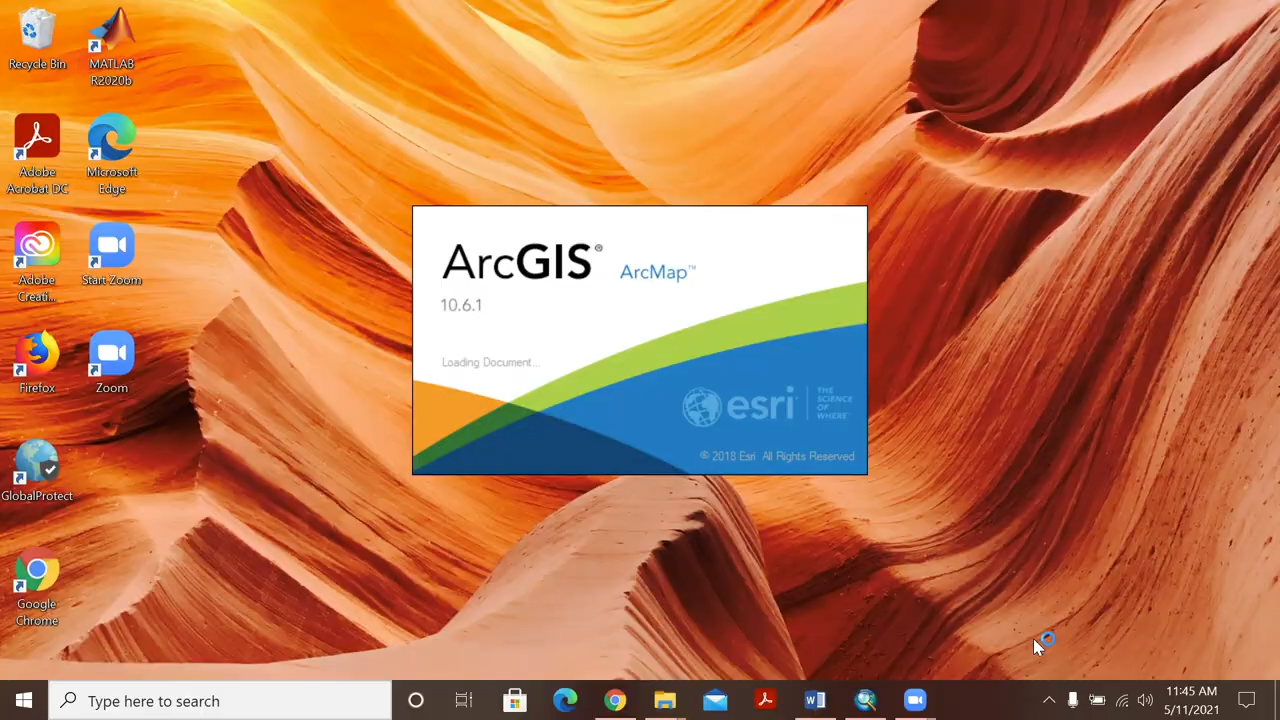 Recycle Bin
MATLAB
R2020b
Adobe
Acrobat DC
Microsoft
Edge
Adobe
Creati...
Start Zoom
Firefox
Zoom
GlobalProtect
Google
Chrome
ArcGIS® ArcMap™
10.6.1
Loading Document...
esri
THE
SCIENCE
OF
WHERE
© 2018 Esri All Rights Reserved
Type here to search
11:45 AM
5/11/2021